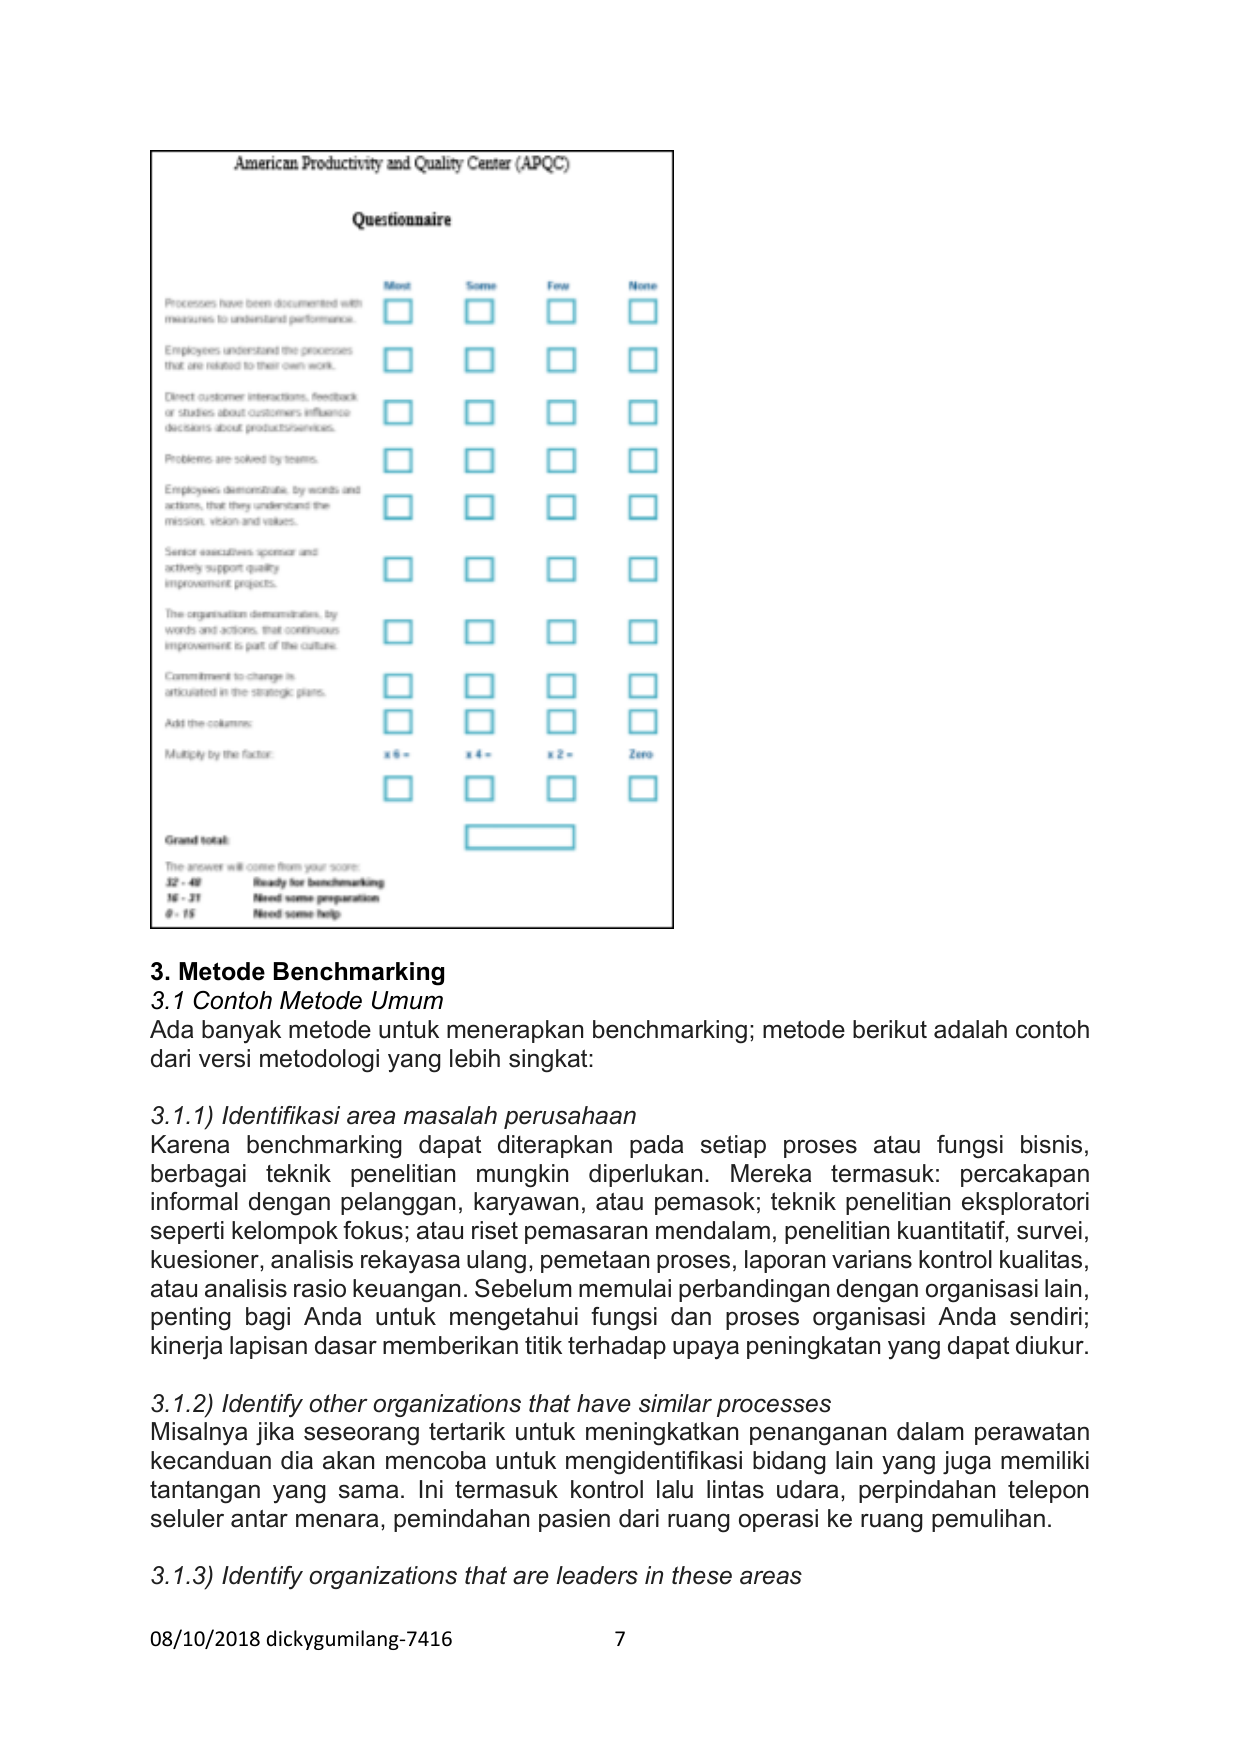 American Productivity and Quality Center (APQC)
Questionnaire
Most Some Few None
Processes have been documented with
measures to understand performance.
Employees understand the processes
that are related to their own work.
Direct customer interactions, feedback
or studies about customers influence
decisions about products/services.
Problems are solved by teams.
Employees demonstrate, by words and
actions, that they understand the
mission, vision and values.
Senior executives sponsor and
actively support quality
improvement projects.
The organisation demonstrates, by
words and actions, that continuous
improvement is part of the culture.
Commitment to change is
articulated in the strategic plans.
Add the columns:
Multiply by the factor: x 6 = x 4 = x 2 = Zero
Grand total:
The answer will come from your score:
32 - 48 Ready for benchmarking
16 - 31 Need some preparation
0 - 15 Need some help
3. Metode Benchmarking
3.1 Contoh Metode Umum
Ada banyak metode untuk menerapkan benchmarking; metode berikut adalah contoh
dari versi metodologi yang lebih singkat:
3.1.1) Identifikasi area masalah perusahaan
Karena benchmarking dapat diterapkan pada setiap proses atau fungsi bisnis,
berbagai teknik penelitian mungkin diperlukan. Mereka termasuk: percakapan
informal dengan pelanggan, karyawan, atau pemasok; teknik penelitian eksploratori
seperti kelompok fokus; atau riset pemasaran mendalam, penelitian kuantitatif, survei,
kuesioner, analisis rekayasa ulang, pemetaan proses, laporan varians kontrol kualitas,
atau analisis rasio keuangan. Sebelum memulai perbandingan dengan organisasi lain,
penting bagi Anda untuk mengetahui fungsi dan proses organisasi Anda sendiri;
kinerja lapisan dasar memberikan titik terhadap upaya peningkatan yang dapat diukur.
3.1.2) Identify other organizations that have similar processes
Misalnya jika seseorang tertarik untuk meningkatkan penanganan dalam perawatan
kecanduan dia akan mencoba untuk mengidentifikasi bidang lain yang juga memiliki
tantangan yang sama. Ini termasuk kontrol lalu lintas udara, perpindahan telepon
seluler antar menara, pemindahan pasien dari ruang operasi ke ruang pemulihan.
3.1.3) Identify organizations that are leaders in these areas
08/10/2018 dickygumilang-7416 7